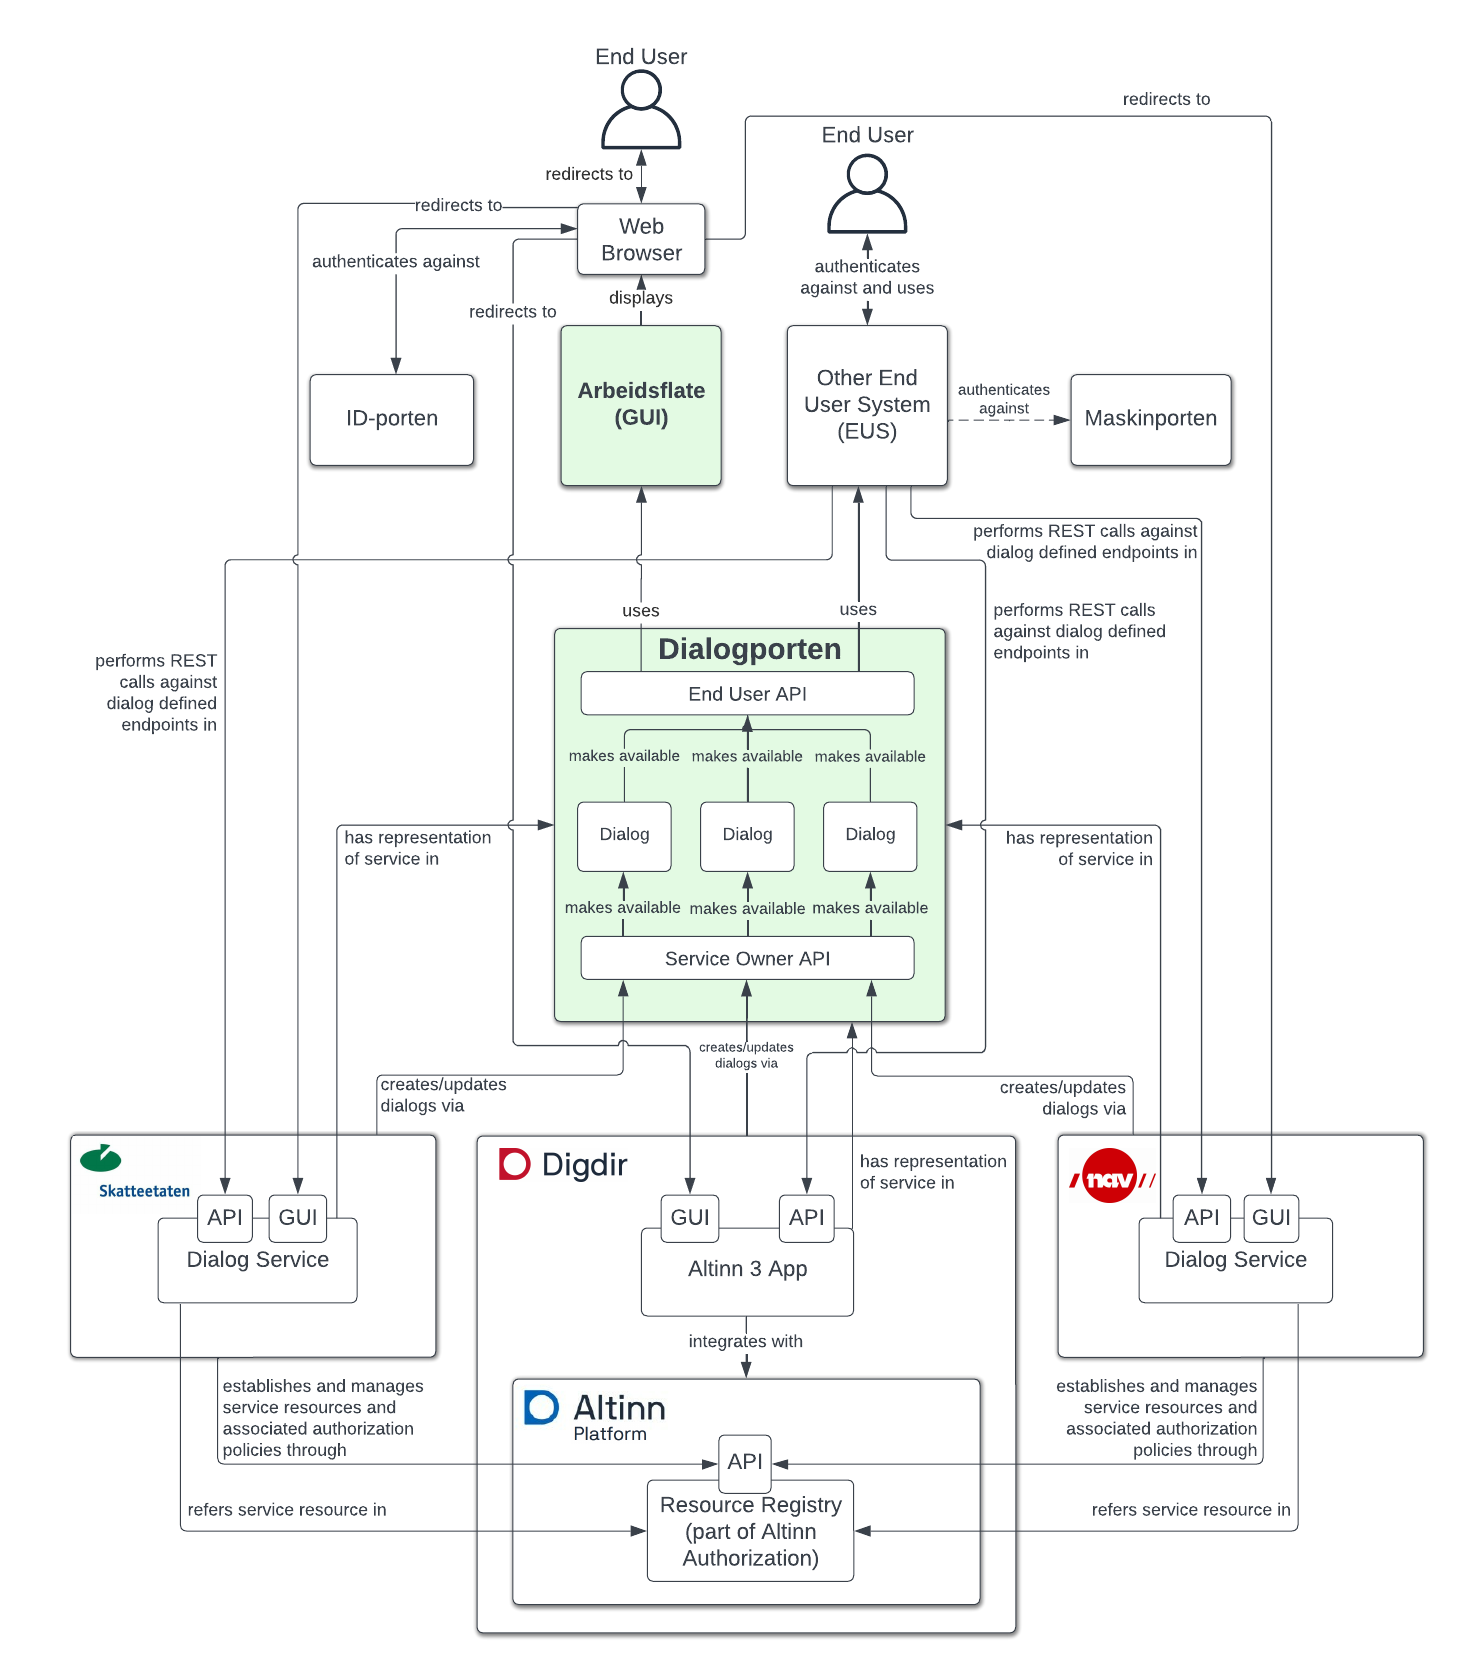 End User
redirects to
End User
redirects to
redirects to
Web
Browser
authenticates against
authenticates
against and uses
displays
redirects to
Arbeidsflate
(GUI)
Other End
User System
(EUS)
authenticates
against
ID-porten
Maskinporten
performs REST calls against
dialog defined endpoints in
uses
uses
performs REST calls
against dialog defined
endpoints in
Dialogporten
performs REST
calls against
dialog defined
endpoints in
End User API
makes available
makes available
makes available
Dialog
Dialog
Dialog
has representation
of service in
has representation
of service in
makes available
makes available
makes available
Service Owner API
creates/updates
dialogs via
creates/updates
dialogs via
creates/updates
dialogs via
Skatteetaten
API
GUI
Dialog Service
Digdir
has representation
of service in
GUI
API
Altinn 3 App
nav
API
GUI
Dialog Service
integrates with
establishes and manages
service resources and
associated authorization
policies through
establishes and manages
service resources and
associated authorization
policies through
Altinn
Platform
API
Resource Registry
(part of Altinn
Authorization)
refers service resource in
refers service resource in